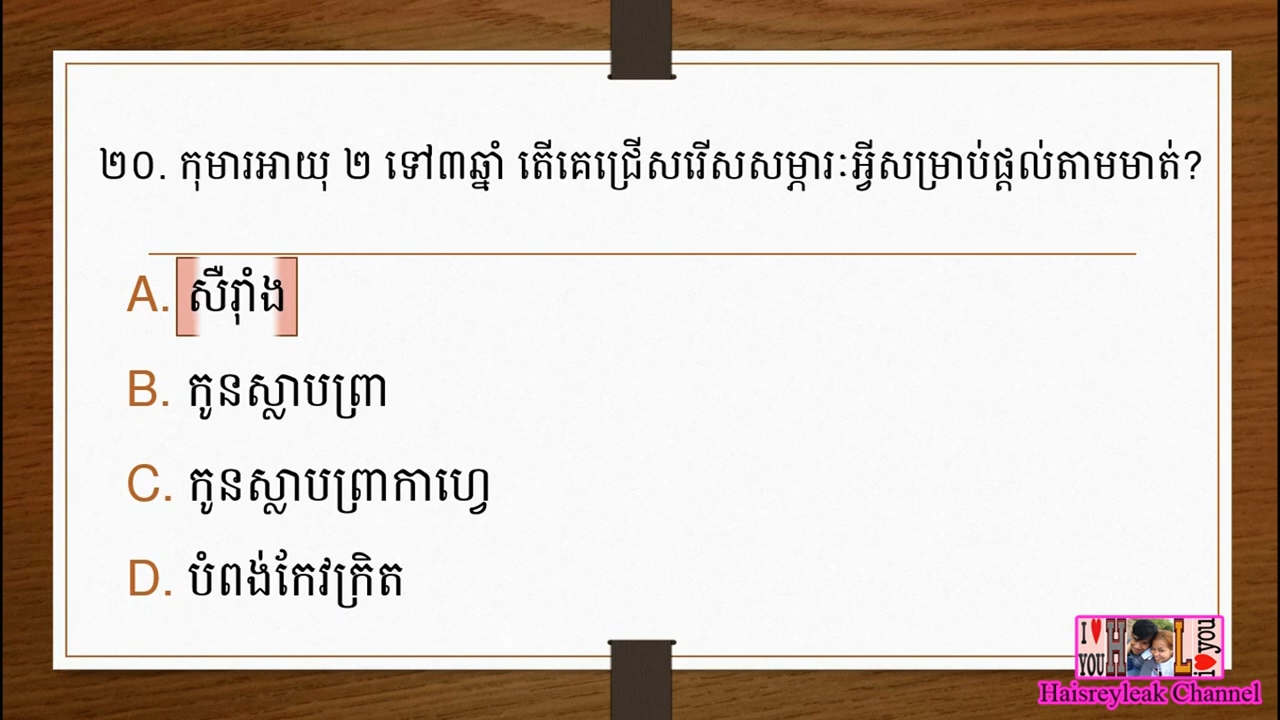 ២០. កុមារអាយុ ២ ទៅ៣ឆ្នាំ តើគេជ្រើសរើសសម្ភារៈអ្វីសម្រាប់ផ្តល់តាមមាត់?
A. សឺរ៉ាំង
B. កូនស្លាបព្រា
C. កូនស្លាបព្រាកាហ្វេ
D. បំពង់កែវក្រិត
I ♥ YOU H L i ♥ you
Haisreyleak Channel